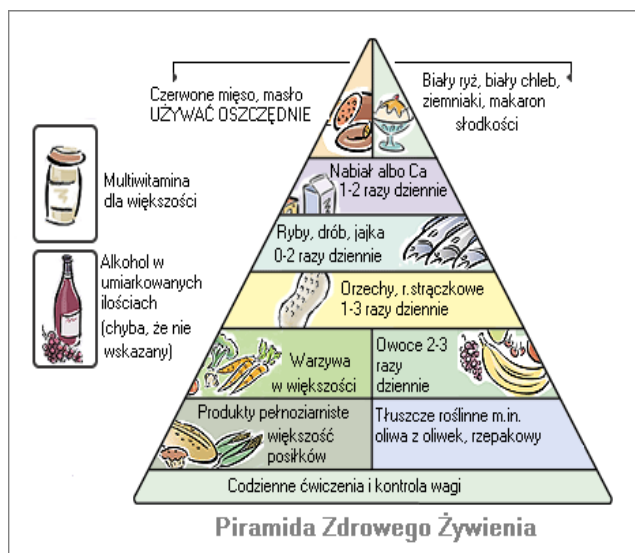 Czerwone mięso, masło
UŻYWAĆ OSZCZĘDNIE
Biały ryż, biały chleb,
ziemniaki, makaron
słodkości
Multiwitamina
dla większości
Nabiał albo Ca
1-2 razy dziennie
Ryby, drób, jajka
0-2 razy dziennie
Alkohol w
umiarkowanych
ilościach
(chyba, że nie
wskazany)
Orzechy, r.strączkowe
1-3 razy dziennie
Warzywa
w większości
Owoce 2-3
razy
dziennie
Produkty pełnoziarniste
większość
posiłków
Tłuszcze roślinne m.in.
oliwa z oliwek, rzepakowy
Codzienne ćwiczenia i kontrola wagi
Piramida Zdrowego Żywienia